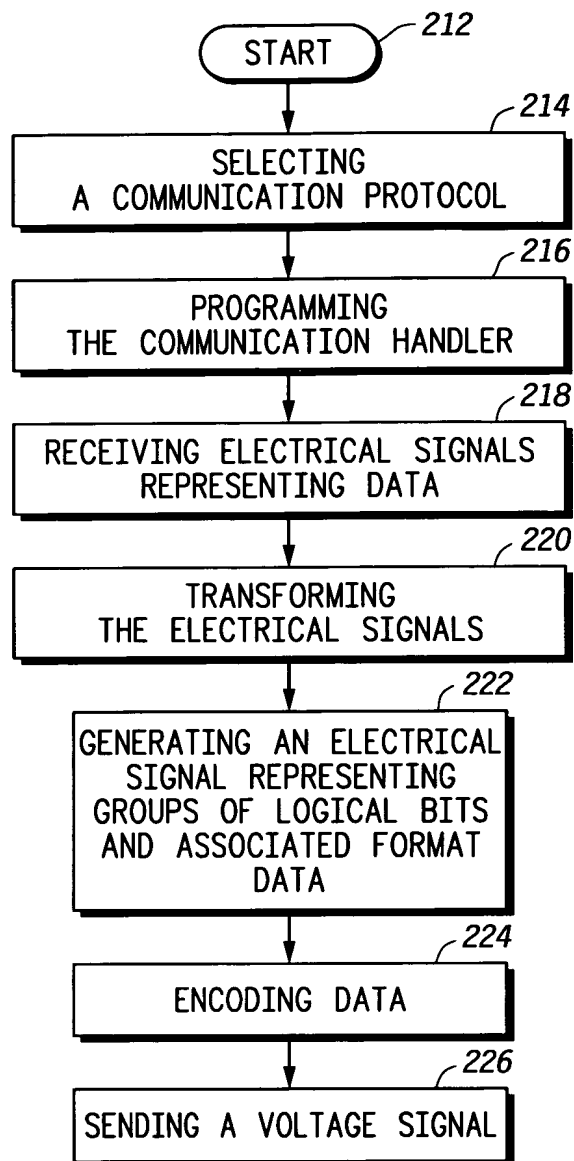 212
START
214
SELECTING
A COMMUNICATION PROTOCOL
216
PROGRAMMING
THE COMMUNICATION HANDLER
218
RECEIVING ELECTRICAL SIGNALS
REPRESENTING DATA
220
TRANSFORMING
THE ELECTRICAL SIGNALS
222
GENERATING AN ELECTRICAL
SIGNAL REPRESENTING
GROUPS OF LOGICAL BITS
AND ASSOCIATED FORMAT
DATA
224
ENCODING DATA
226
SENDING A VOLTAGE SIGNAL